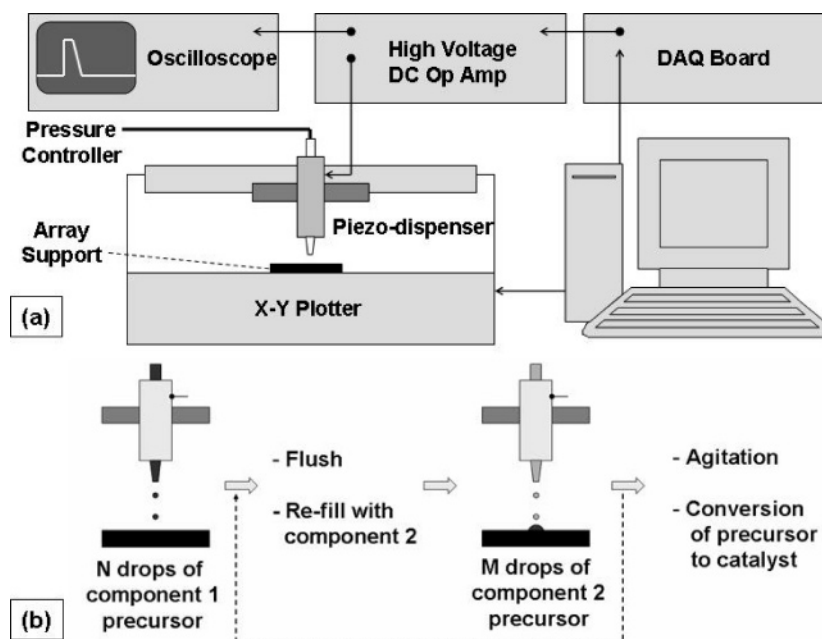 Oscilloscope
High Voltage
DC Op Amp
DAQ Board
Pressure
Controller
Piezo-dispenser
Array
Support
X-Y Plotter
(a)
- Flush
- Re-fill with
component 2
- Agitation
- Conversion
of precursor
to catalyst
N drops of
component 1
precursor
M drops of
component 2
precursor
(b)